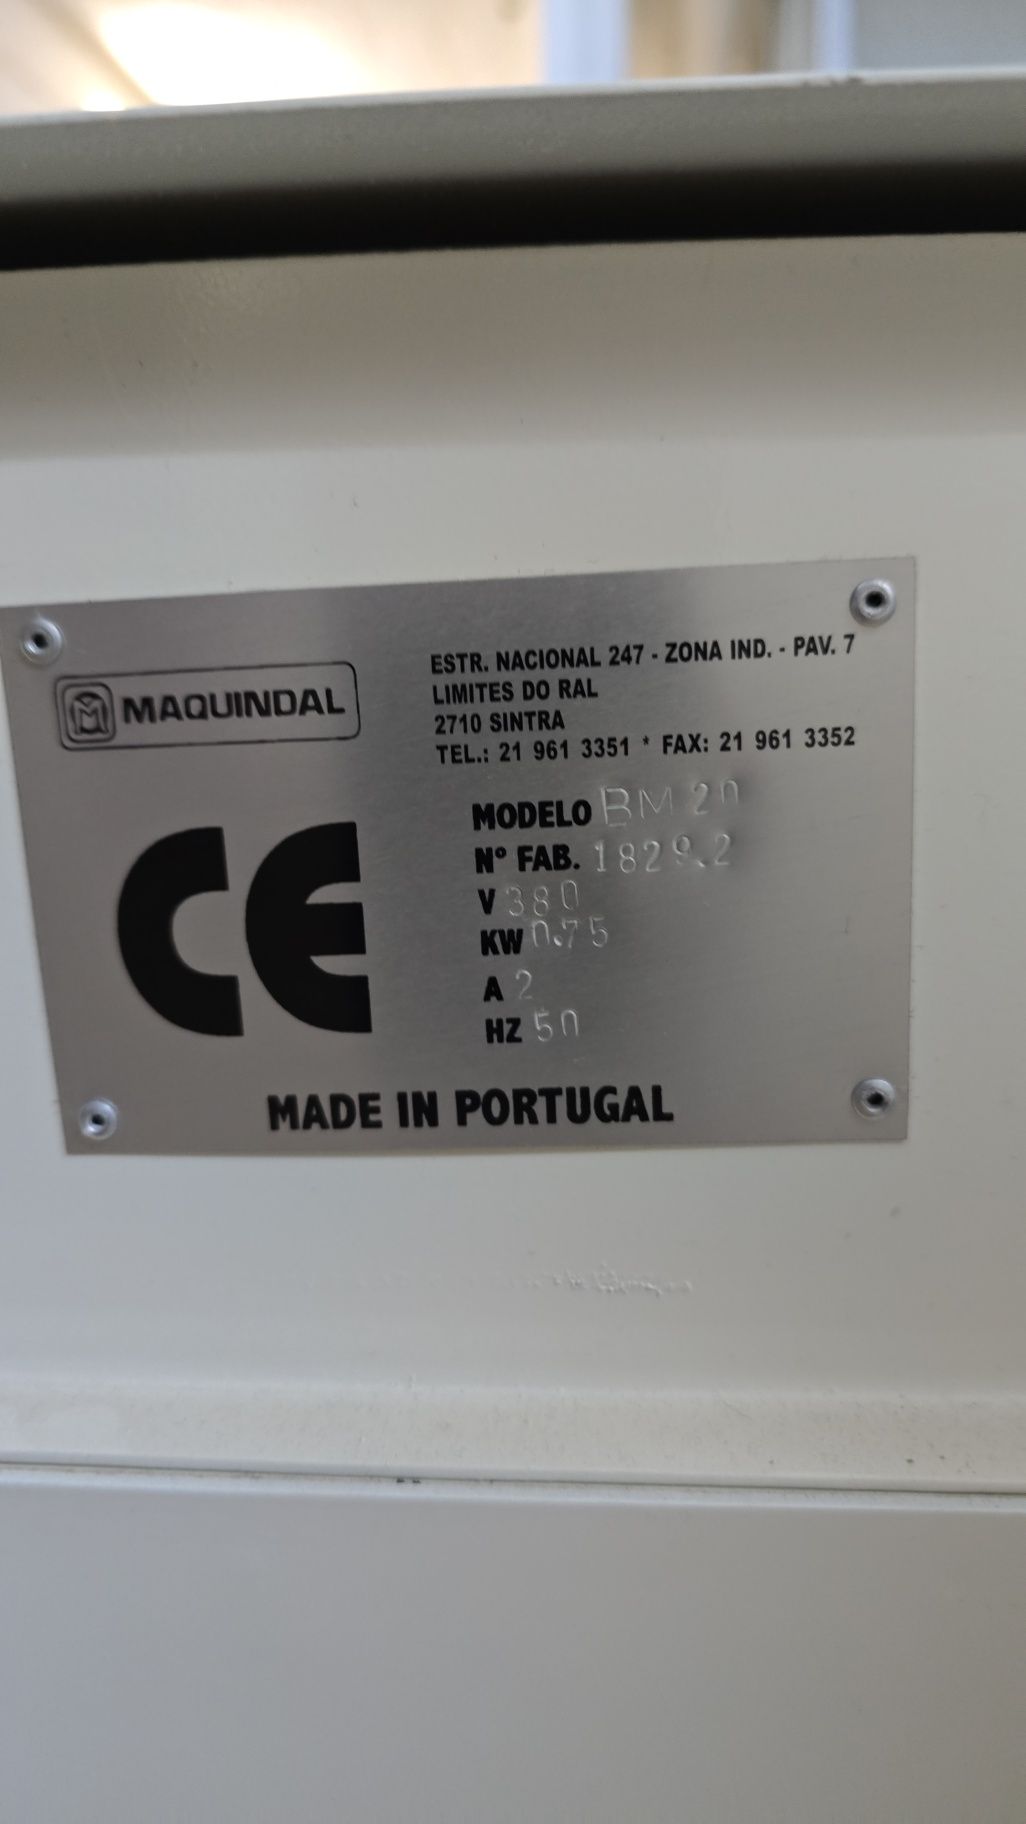 MAQUINDAL
ESTR. NACIONAL 247 - ZONA IND. - PAV. 7
LIMITES DO RAL
2710 SINTRA
TEL.: 21 961 3351 * FAX: 21 961 3352
MODELO BM 20
Nº FAB. 1829.2
V 380
KW 0.75
A 2
HZ 50
CE
MADE IN PORTUGAL